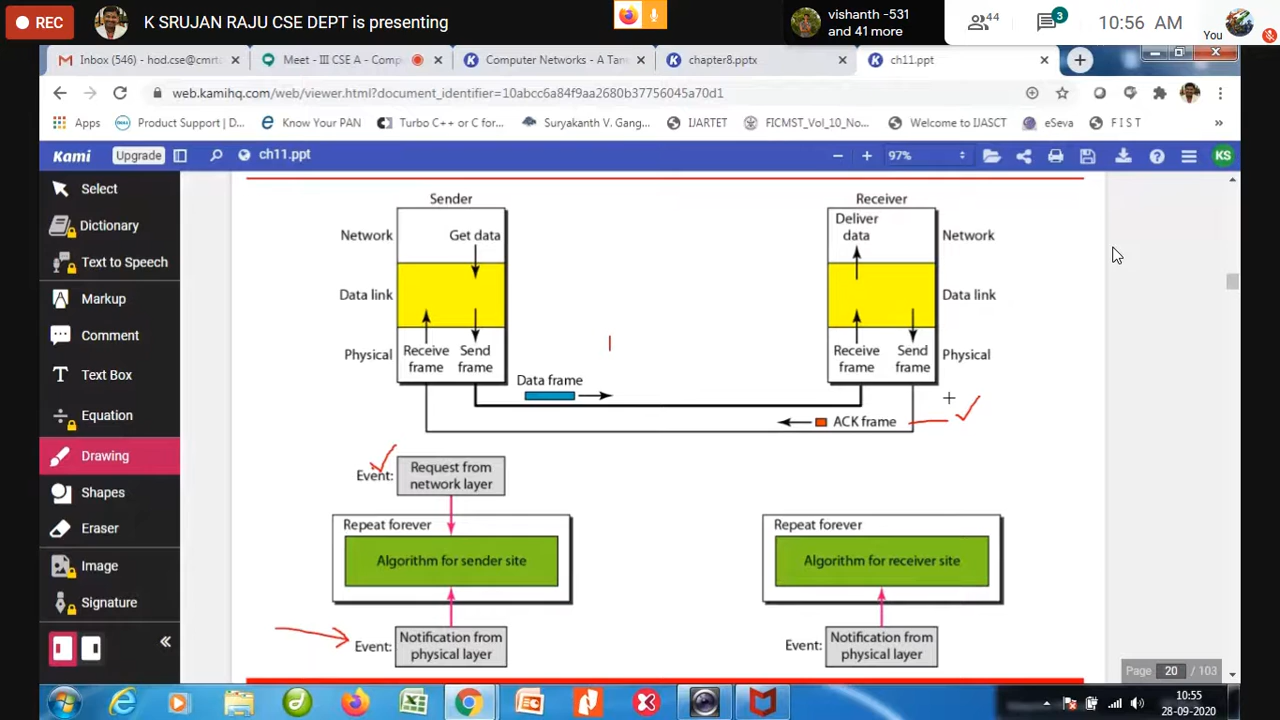 REC
K SRUJAN RAJU CSE DEPT is presenting
vishanth -531
and 41 more
44
3
10:56 AM
You
Inbox (546) - hod.cse@cmrt
Meet - III CSE A - Comp
Computer Networks - A Tan
chapter8.pptx
ch11.ppt
web.kamihq.com/web/viewer.html?document_identifier=10abcc6a84f9aa2680b37756045a70d1
Apps
Product Support | D...
Know Your PAN
Turbo C++ or C for...
Suryakanth V. Gang...
IJARTET
FICMST_Vol_10_No...
Welcome to IJASCT
eSeva
F I S T
»
Kami
Upgrade
ch11.ppt
97%
KS
Select
Dictionary
Text to Speech
Markup
Comment
Text Box
Equation
Drawing
Shapes
Eraser
Image
Signature
Sender
Receiver
Network
Get data
Deliver
data
Network
Data link
Data link
Physical
Receive
frame
Send
frame
Receive
frame
Send
frame
Physical
Data frame
ACK frame
Event:
Request from
network layer
Repeat forever
Algorithm for sender site
Repeat forever
Algorithm for receiver site
Event:
Notification from
physical layer
Event:
Notification from
physical layer
Page 20 / 103
10:55
28-09-2020